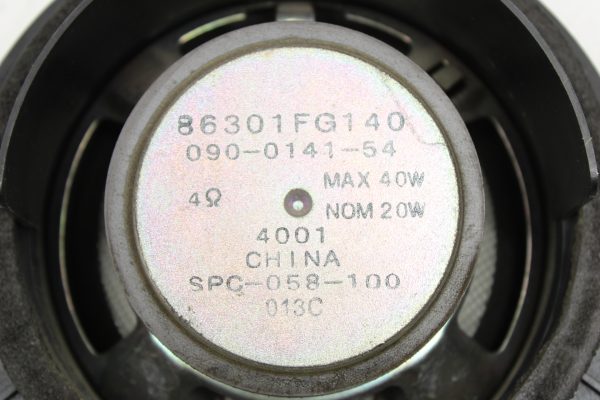 86301FG140
090-0141-54
4Ω MAX 40W
NOM 20W
4001
CHINA
SPC-058-100
013C